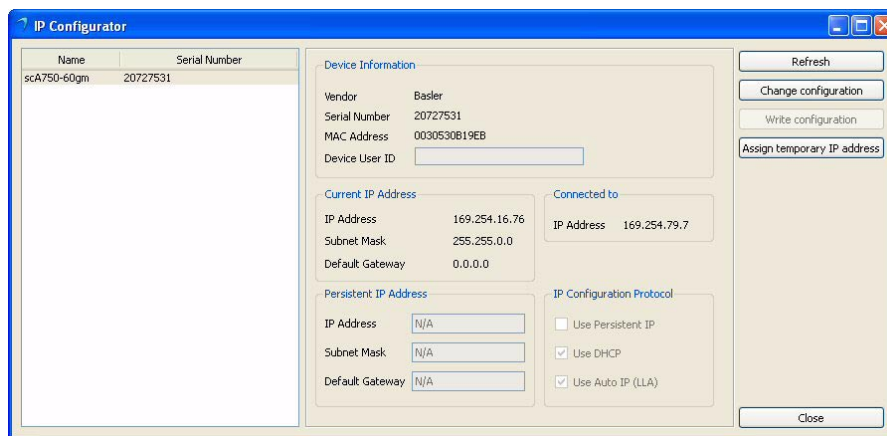 IP Configurator
Name Serial Number
scA750-60gm 20727531
Device Information
Vendor Basler
Serial Number 20727531
MAC Address 0030530B19EB
Device User ID
Current IP Address
IP Address 169.254.16.76
Subnet Mask 255.255.0.0
Default Gateway 0.0.0.0
Connected to
IP Address 169.254.79.7
Persistent IP Address
IP Address N/A
Subnet Mask N/A
Default Gateway N/A
IP Configuration Protocol
Use Persistent IP
Use DHCP
Use Auto IP (LLA)
Refresh
Change configuration
Write configuration
Assign temporary IP address
Close